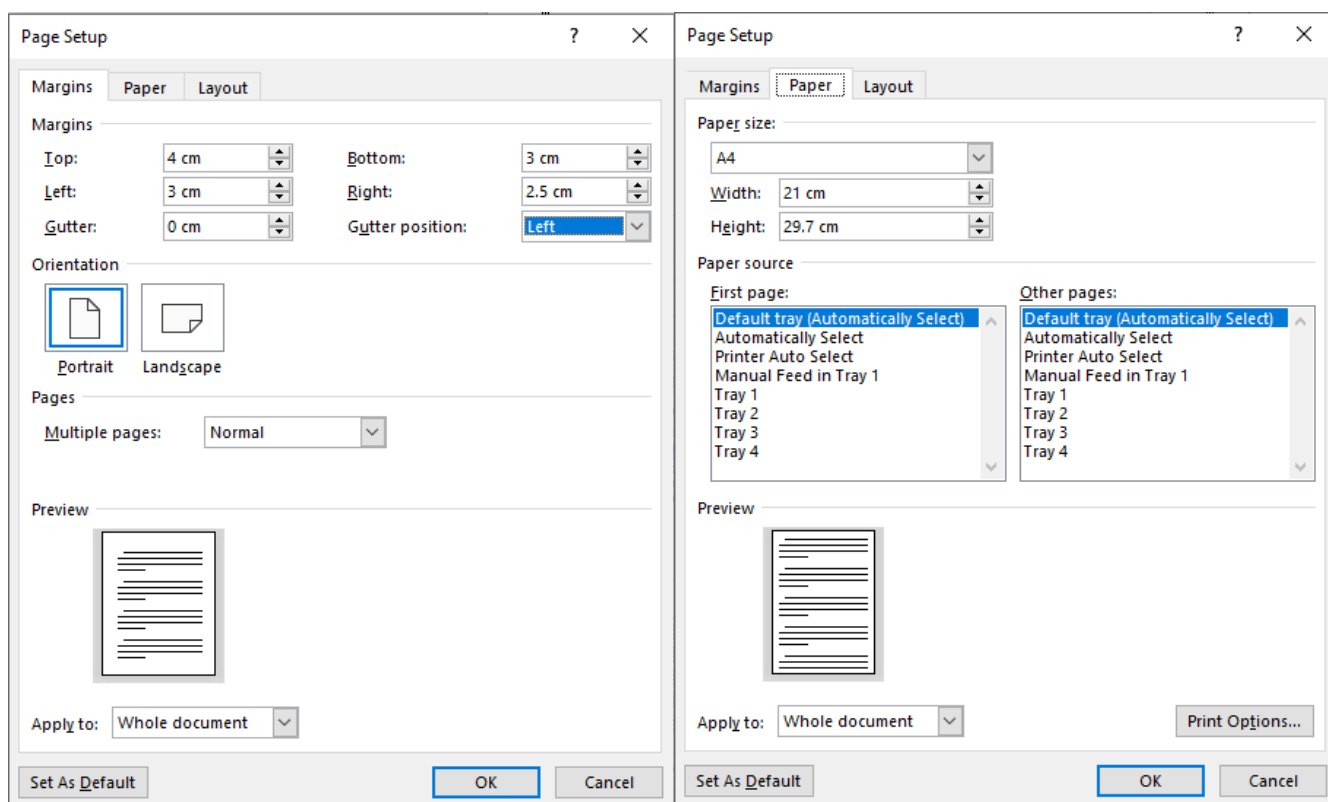 Page Setup ?
Margins Paper Layout
Margins
Top: 4 cm Bottom: 3 cm
Left: 3 cm Right: 2.5 cm
Gutter: 0 cm Gutter position: Left
Orientation
Portrait Landscape
Pages
Multiple pages: Normal
Preview
Apply to: Whole document
Set As Default OK Cancel
Page Setup ?
Margins Paper Layout
Paper size:
A4
Width: 21 cm
Height: 29.7 cm
Paper source
First page:
Default tray (Automatically Select)
Automatically Select
Printer Auto Select
Manual Feed in Tray 1
Tray 1
Tray 2
Tray 3
Tray 4
Other pages:
Default tray (Automatically Select)
Automatically Select
Printer Auto Select
Manual Feed in Tray 1
Tray 1
Tray 2
Tray 3
Tray 4
Preview
Apply to: Whole document Print Options...
Set As Default OK Cancel